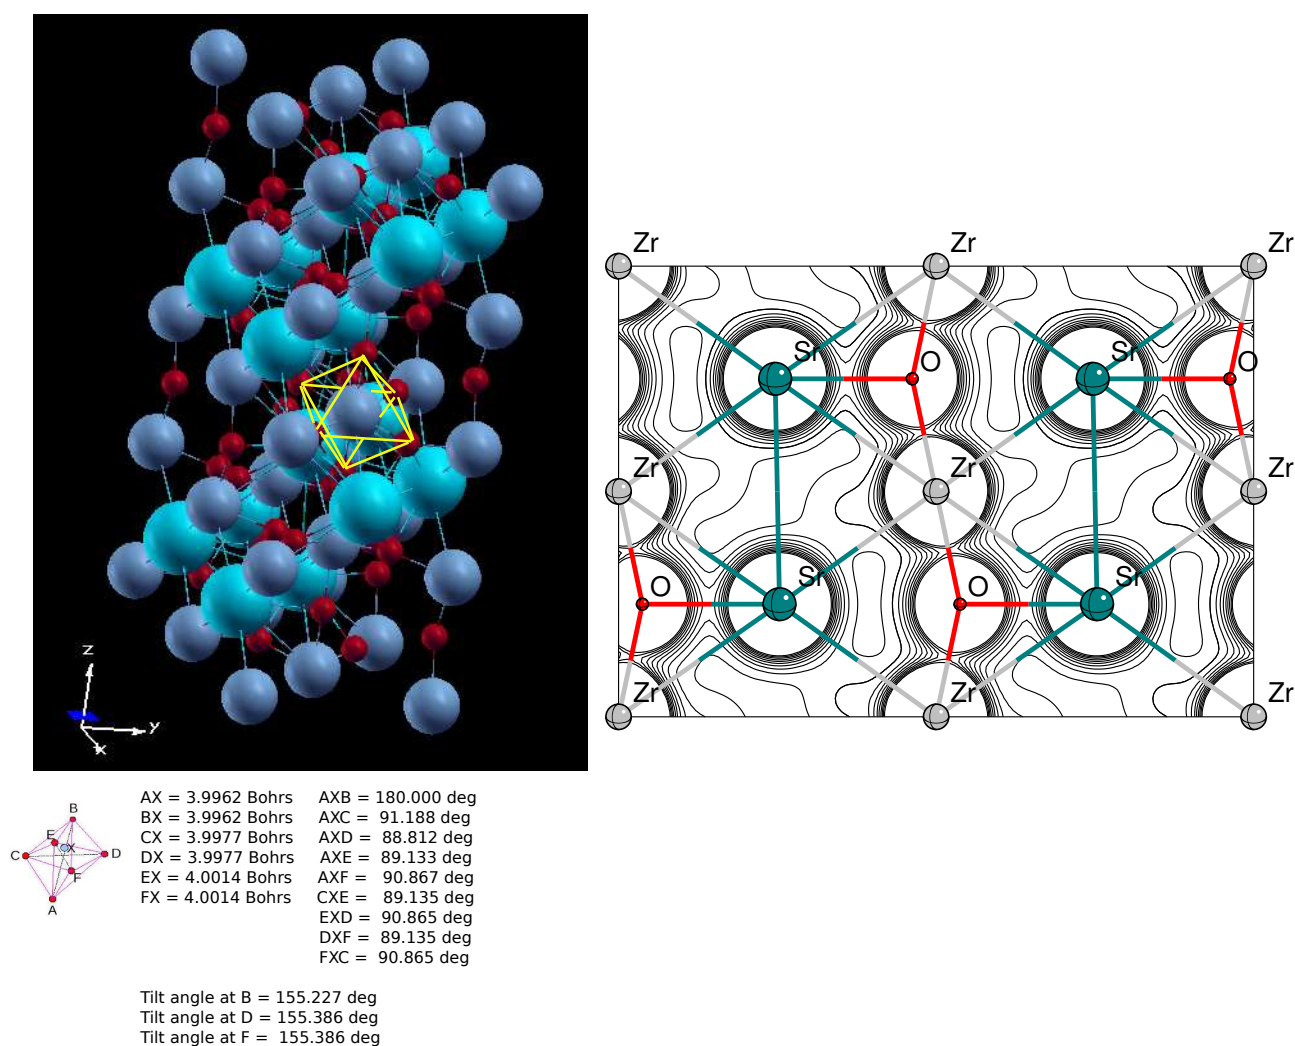 Zr Zr Zr
Sr O Sr O
Zr Zr Zr
O Sr O Sr
Zr Zr Zr
z
y
x
B
E X
C D
F
A
AX = 3.9962 Bohrs AXB = 180.000 deg
BX = 3.9962 Bohrs AXC = 91.188 deg
CX = 3.9977 Bohrs AXD = 88.812 deg
DX = 3.9977 Bohrs AXE = 89.133 deg
EX = 4.0014 Bohrs AXF = 90.867 deg
FX = 4.0014 Bohrs CXE = 89.135 deg
EXD = 90.865 deg
DXF = 89.135 deg
FXC = 90.865 deg
Tilt angle at B = 155.227 deg
Tilt angle at D = 155.386 deg
Tilt angle at F = 155.386 deg